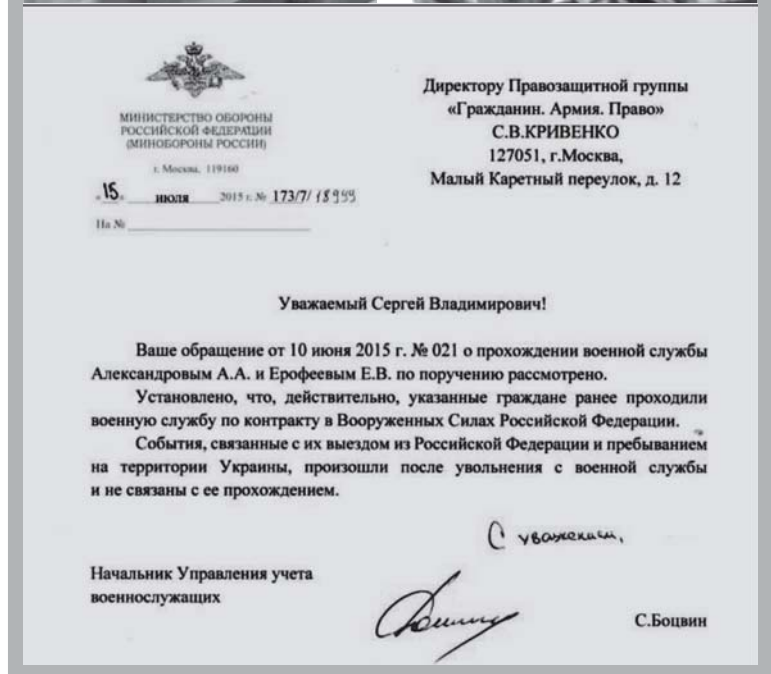 МИНИСТЕРСТВО ОБОРОНЫ
РОССИЙСКОЙ ФЕДЕРАЦИИ
(МИНОБОРОНЫ РОССИИ)
г. Москва, 119160
«15» июля 2015 г. № 173/7/18999
На №
Директору Правозащитной группы
«Гражданин. Армия. Право»
С.В.КРИВЕНКО
127051, г.Москва,
Малый Каретный переулок, д. 12
Уважаемый Сергей Владимирович!
Ваше обращение от 10 июня 2015 г. № 021 о прохождении военной службы
Александровым А.А. и Ерофеевым Е.В. по поручению рассмотрено.
Установлено, что, действительно, указанные граждане ранее проходили
военную службу по контракту в Вооруженных Силах Российской Федерации.
События, связанные с их выездом из Российской Федерации и пребыванием
на территории Украины, произошли после увольнения с военной службы
и не связаны с ее прохождением.
С уважением,
Начальник Управления учета
военнослужащих
С.Боцвин